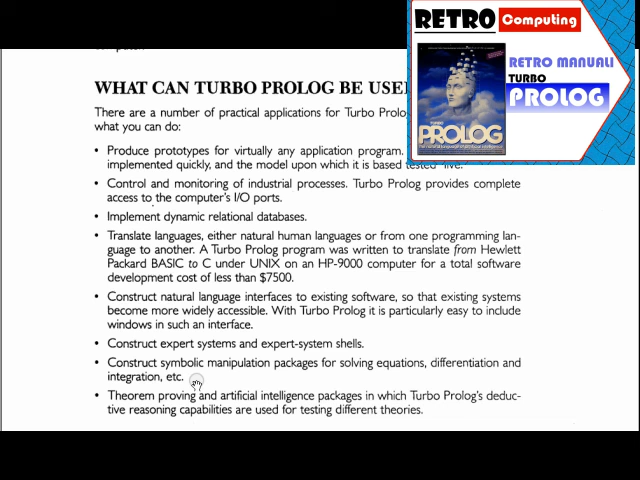 RETRO Computing
RETRO MANUALI
TURBO
PROLOG
TURBO
PROLOG
WHAT CAN TURBO PROLOG BE USE
There are a number of practical applications for Turbo Prolo
what you can do:
• Produce prototypes for virtually any application program.
implemented quickly, and the model upon which it is based tested "live."
• Control and monitoring of industrial processes. Turbo Prolog provides complete
access to the computer's I/O ports.
• Implement dynamic relational databases.
• Translate languages, either natural human languages or from one programming lan-
guage to another. A Turbo Prolog program was written to translate from Hewlett
Packard BASIC to C under UNIX on an HP-9000 computer for a total software
development cost of less than $7500.
• Construct natural language interfaces to existing software, so that existing systems
become more widely accessible. With Turbo Prolog it is particularly easy to include
windows in such an interface.
• Construct expert systems and expert-system shells.
• Construct symbolic manipulation packages for solving equations, differentiation and
integration, etc.
• Theorem proving and artificial intelligence packages in which Turbo Prolog's deduc-
tive reasoning capabilities are used for testing different theories.